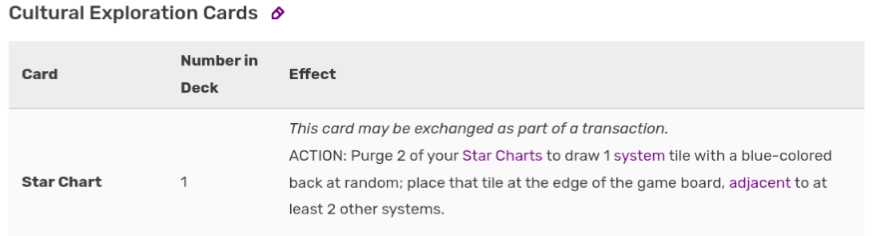 Cultural Exploration Cards
Card
Number in
Deck
Effect
Star Chart
1
This card may be exchanged as part of a transaction.
ACTION: Purge 2 of your Star Charts to draw 1 system tile with a blue-colored
back at random; place that tile at the edge of the game board, adjacent to at
least 2 other systems.